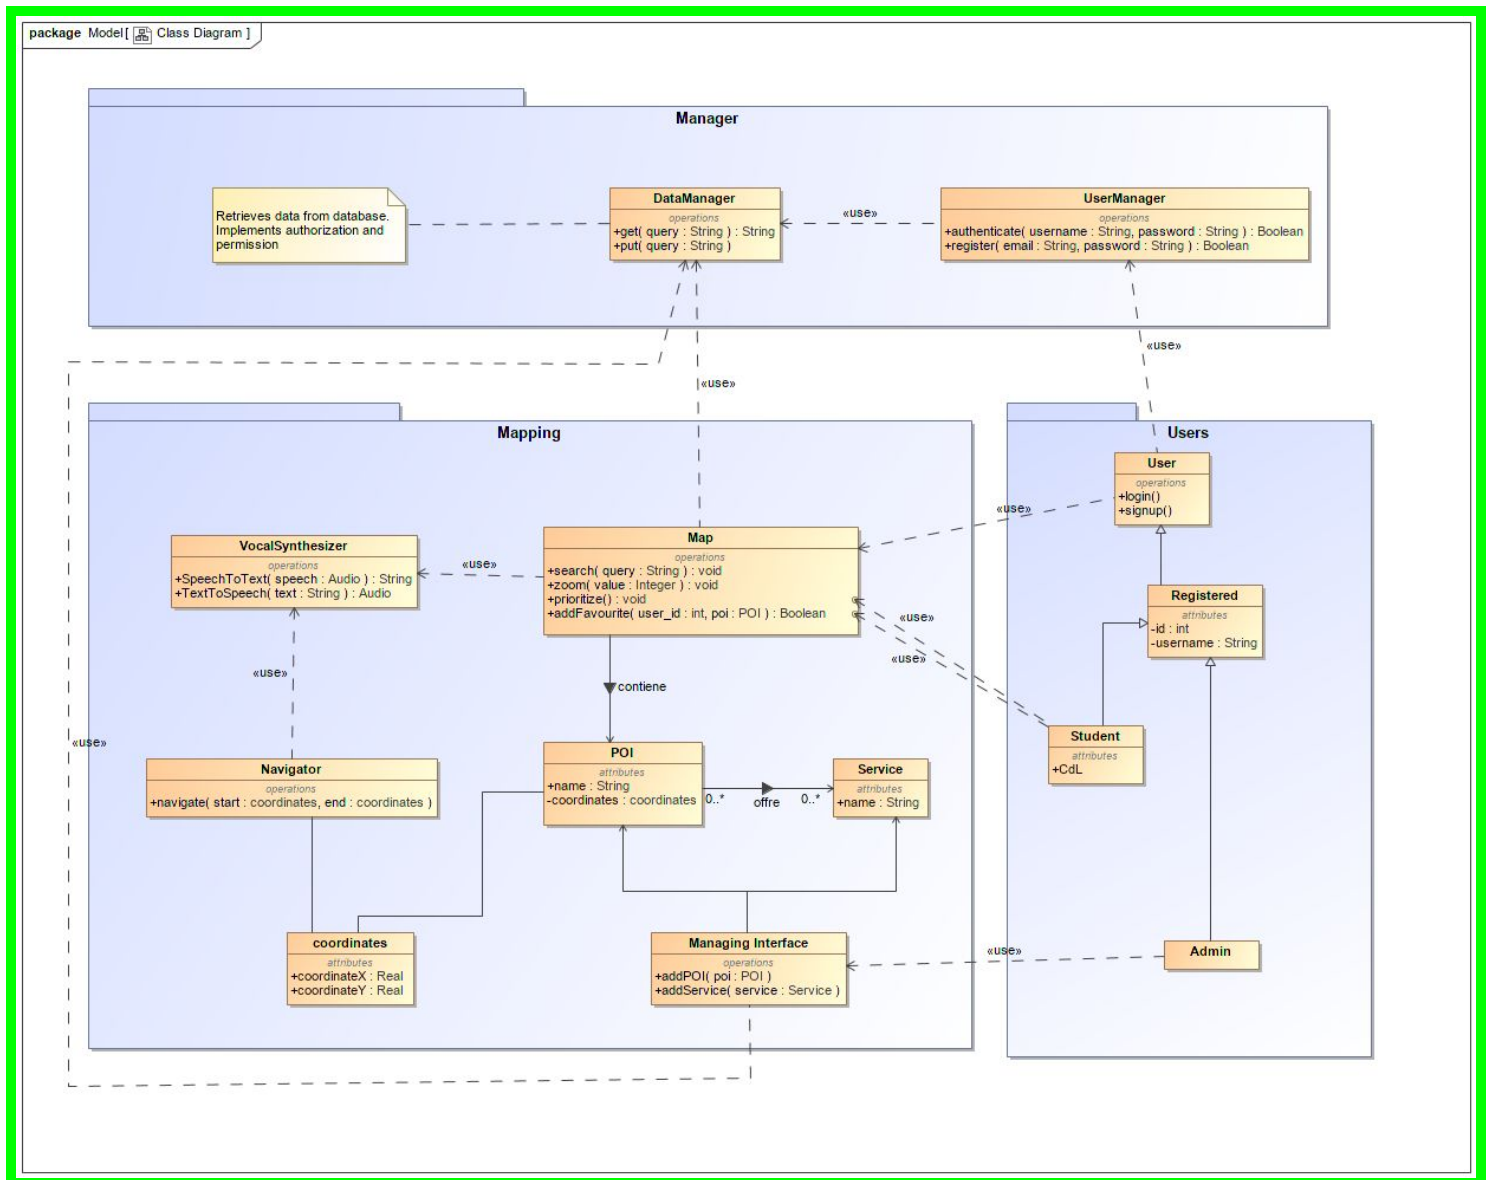 package Model[ Class Diagram ]
Manager
Retrieves data from database.
Implements authorization and
permission
DataManager
operations
+get( query : String ) : String
+put( query : String )
«use»
UserManager
operations
+authenticate( username : String, password : String ) : Boolean
+register( email : String, password : String ) : Boolean
«use»
«use»
Mapping
VocalSynthesizer
operations
+SpeechToText( speech : Audio ) : String
+TextToSpeech( text : String ) : Audio
«use»
Map
operations
+search( query : String ) : void
+zoom( value : Integer ) : void
+prioritize() : void
+addFavourite( user_id : int, poi : POI ) : Boolean
«use»
«use»
«use»
«use»
contiene
«use»
Navigator
operations
+navigate( start : coordinates, end : coordinates )
POI
attributes
+name : String
-coordinates : coordinates
0..*
offre
0..*
Service
attributes
+name : String
coordinates
attributes
+coordinateX : Real
+coordinateY : Real
Managing Interface
operations
+addPOI( poi : POI )
+addService( service : Service )
«use»
Users
User
operations
+login()
+signup()
Registered
attributes
-id : int
-username : String
Student
attributes
+CdL
Admin